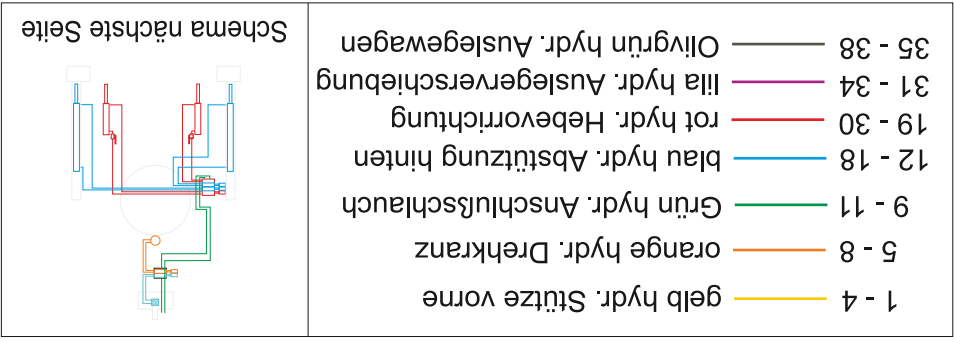 1 - 4 gelb hydr. Stütze vorne
5 - 8 orange hydr. Drehkranz
9 - 11 Grün hydr. Anschlußschlauch
12 - 18 blau hydr. Abstützung hinten
19 - 30 rot hydr. Hebevorrichtung
31 - 34 lila hydr. Auslegerverschiebung
35 - 38 Olivgrün hydr. Auslegewagen
Schema nächste Seite